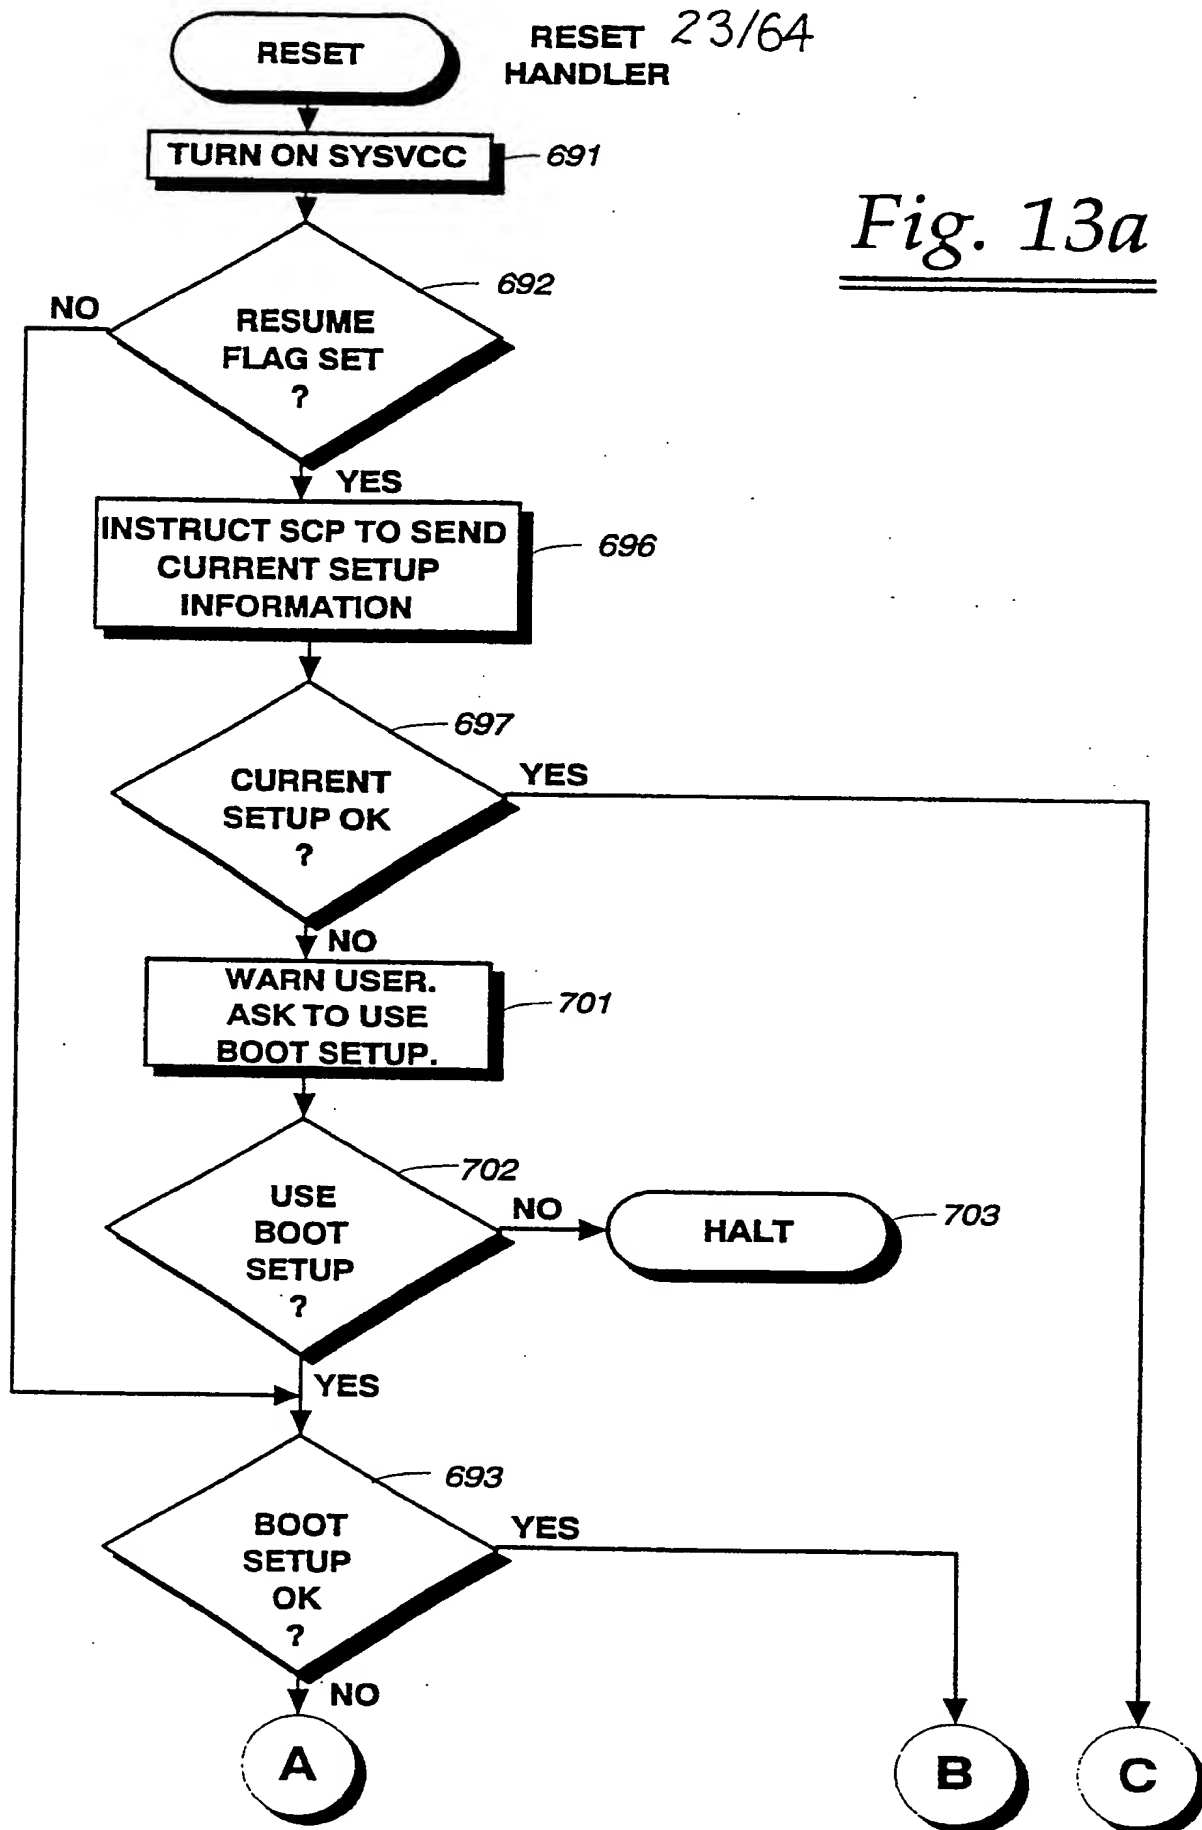 RESET
RESET 23/64
HANDLER
TURN ON SYSVCC
691
Fig. 13a
692
NO
RESUME
FLAG SET
?
YES
INSTRUCT SCP TO SEND
CURRENT SETUP
INFORMATION
696
697
CURRENT
SETUP OK
?
YES
NO
WARN USER.
ASK TO USE
BOOT SETUP.
701
702
USE
BOOT
SETUP
?
NO
HALT
703
YES
693
BOOT
SETUP
OK
?
YES
NO
A
B
C